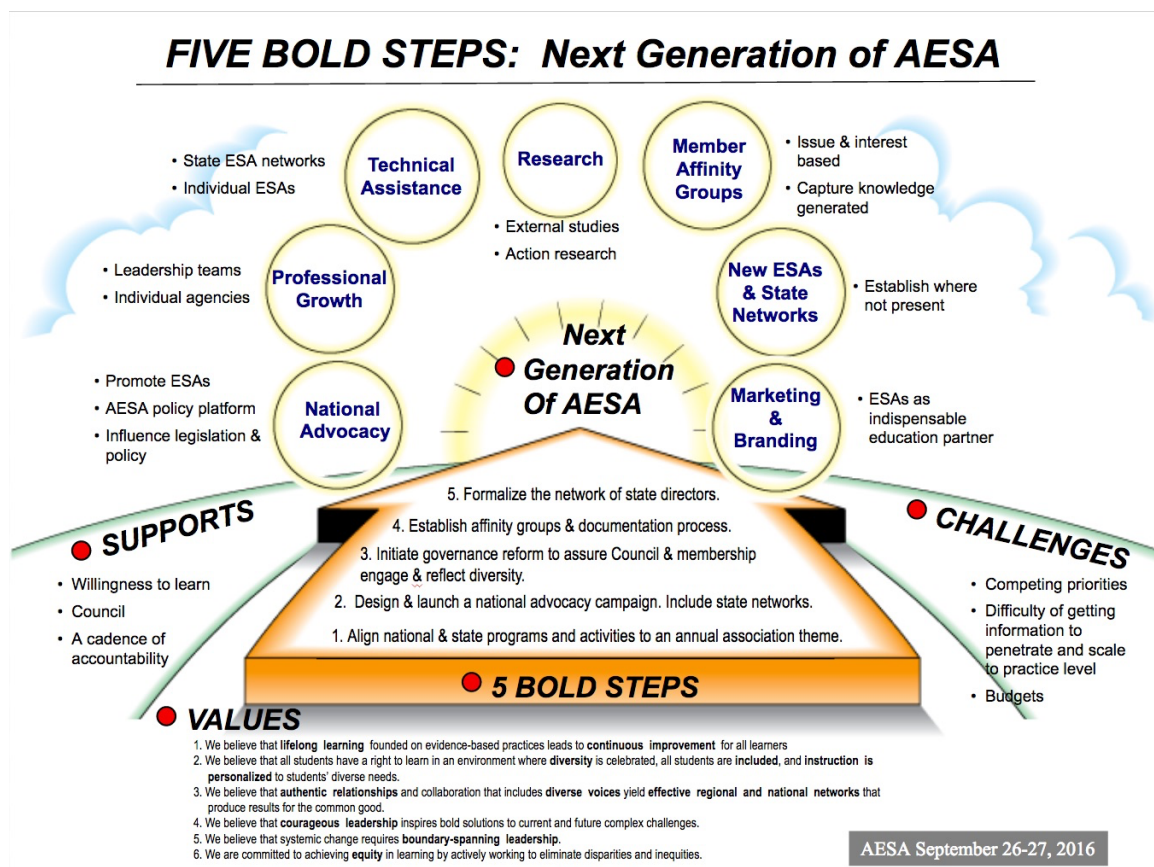 FIVE BOLD STEPS:  Next Generation of AESA
• State ESA networks
• Individual ESAs
Technical
Assistance
Research
• External studies
• Action research
Member
Affinity
Groups
• Issue & interest
based
• Capture knowledge
generated
• Leadership teams
• Individual agencies
Professional
Growth
New ESAs
& State
Networks
• Establish where
not present
Next
Generation
Of AESA
• Promote ESAs
• AESA policy platform
• Influence legislation &
policy
National
Advocacy
Marketing
&
Branding
• ESAs as
indispensable
education partner
SUPPORTS
• Willingness to learn
• Council
• A cadence of
accountability
5. Formalize the network of state directors.
4. Establish affinity groups & documentation process.
3. Initiate governance reform to assure Council & membership
engage & reflect diversity.
2.  Design & launch a national advocacy campaign. Include state networks.
1. Align national & state programs and activities to an annual association theme.
5 BOLD STEPS
CHALLENGES
• Competing priorities
• Difficulty of getting
information to
penetrate and scale
to practice level
• Budgets
VALUES
1. We believe that lifelong learning founded on evidence-based practices leads to continuous improvement for all learners
2. We believe that all students have a right to learn in an environment where diversity is celebrated, all students are included, and instruction is
personalized to students' diverse needs.
3. We believe that authentic relationships and collaboration that includes diverse voices yield effective regional and national networks that
produce results for the common good.
4. We believe that courageous leadership inspires bold solutions to current and future complex challenges.
5. We believe that systemic change requires boundary-spanning leadership.
6. We are committed to achieving equity in learning by actively working to eliminate disparities and inequities.
AESA September 26-27, 2016